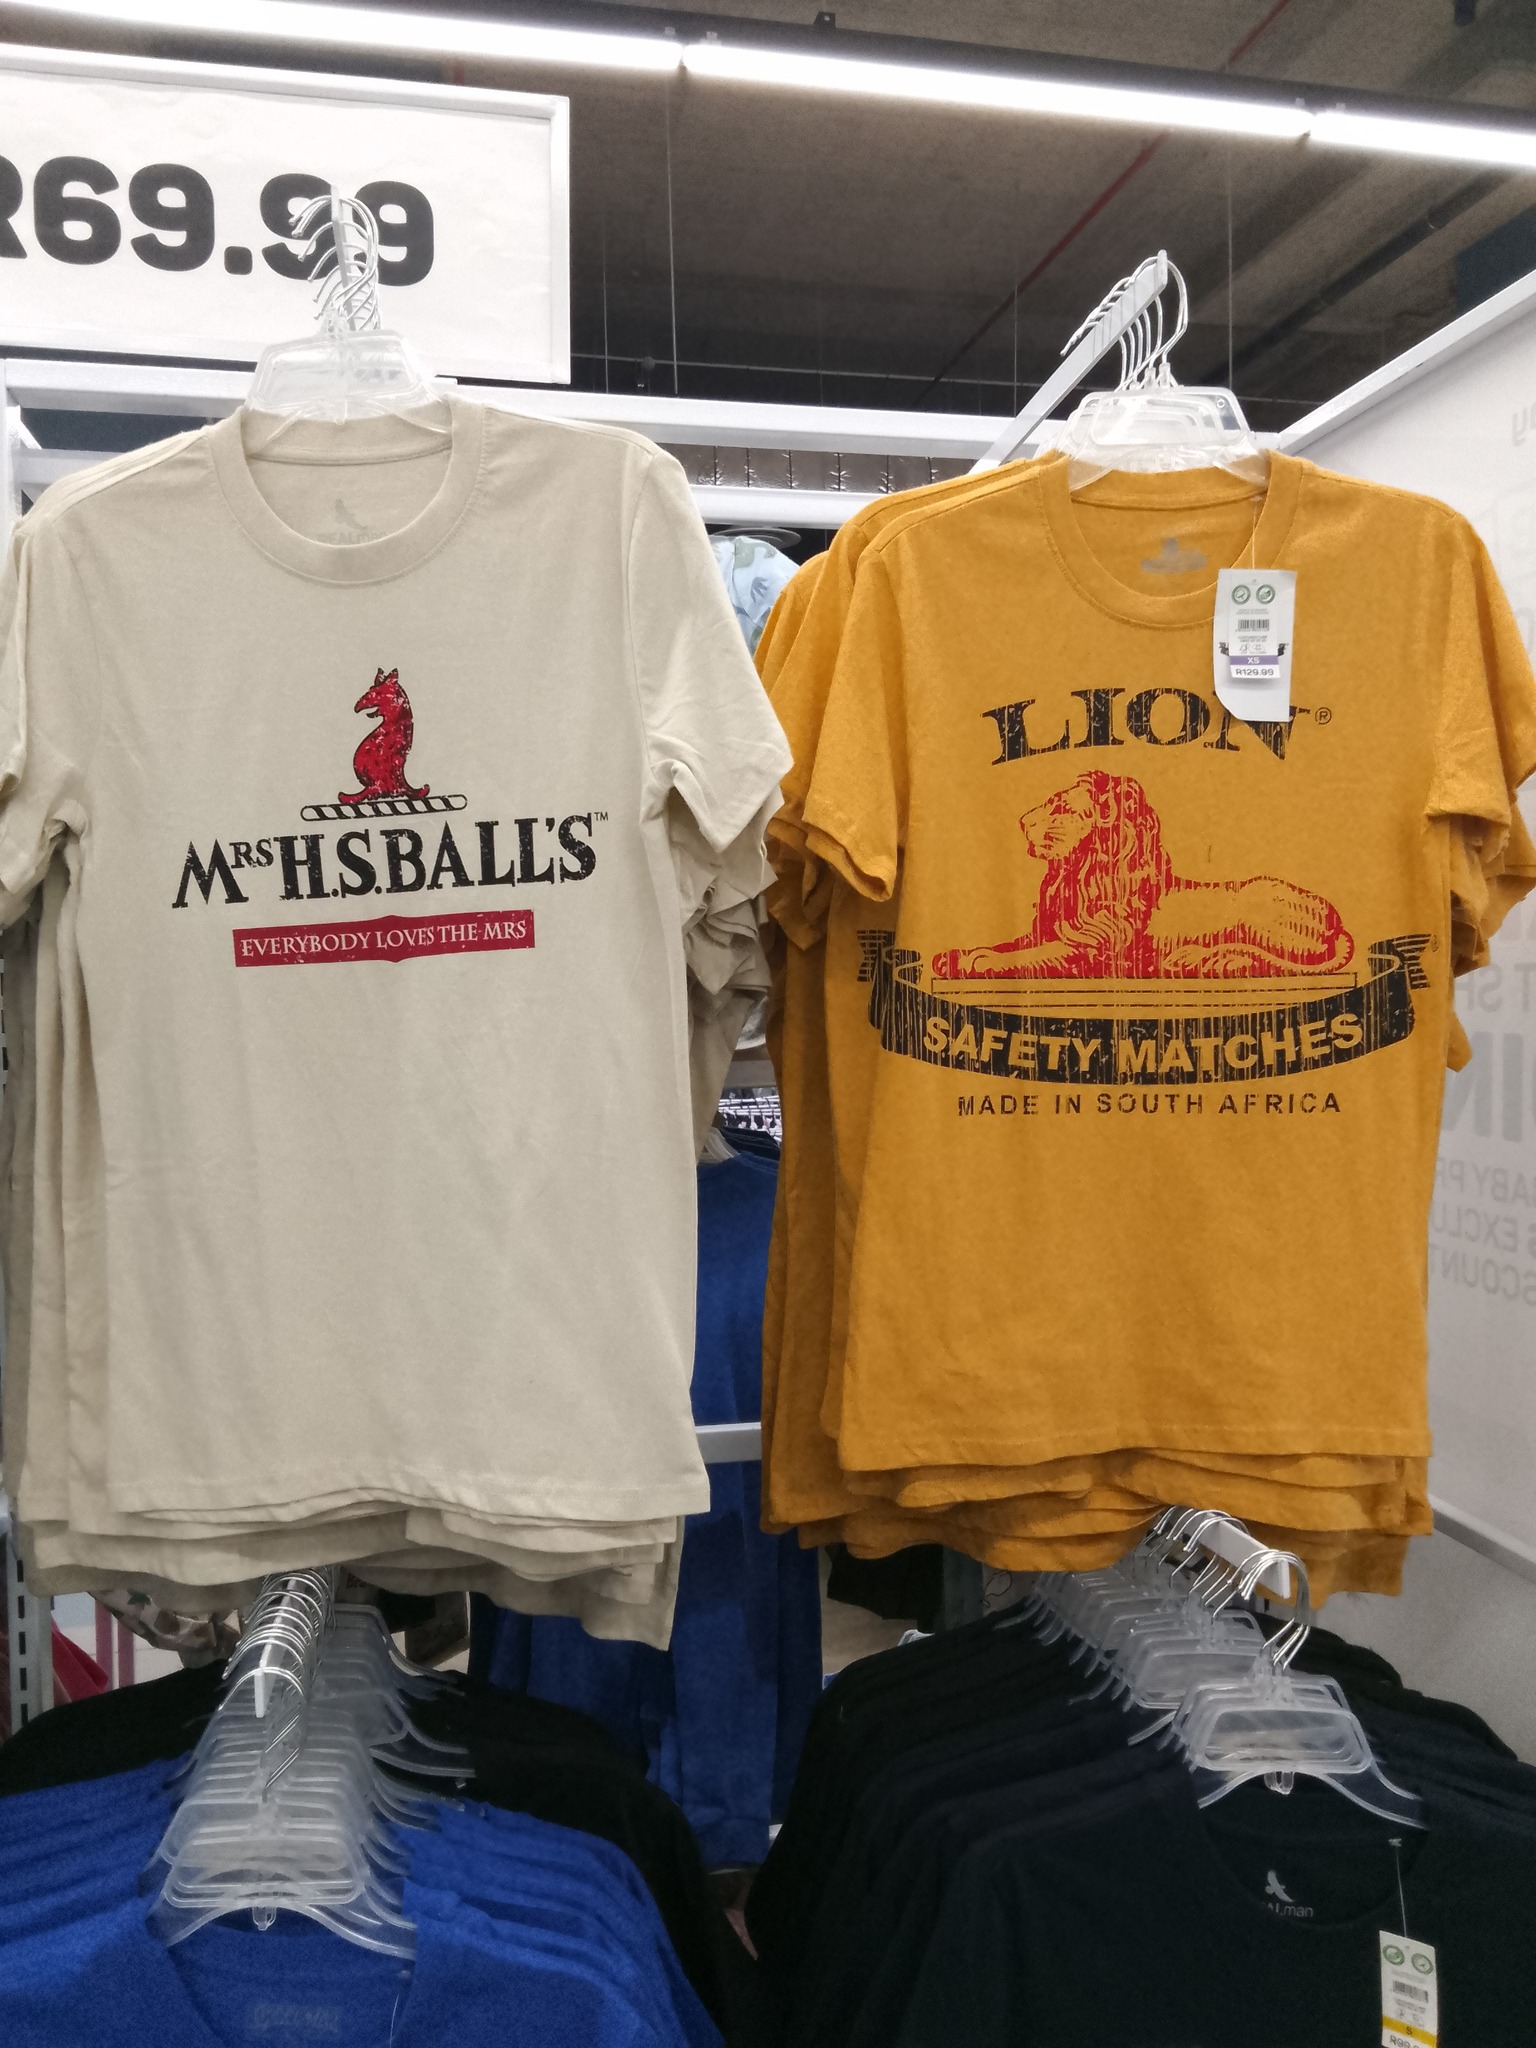 R69.99
REALman
MRS H.S.BALL'S™
EVERYBODY LOVES THE MRS
XS
R129.99
LION®
SAFETY MATCHES
MADE IN SOUTH AFRICA
S